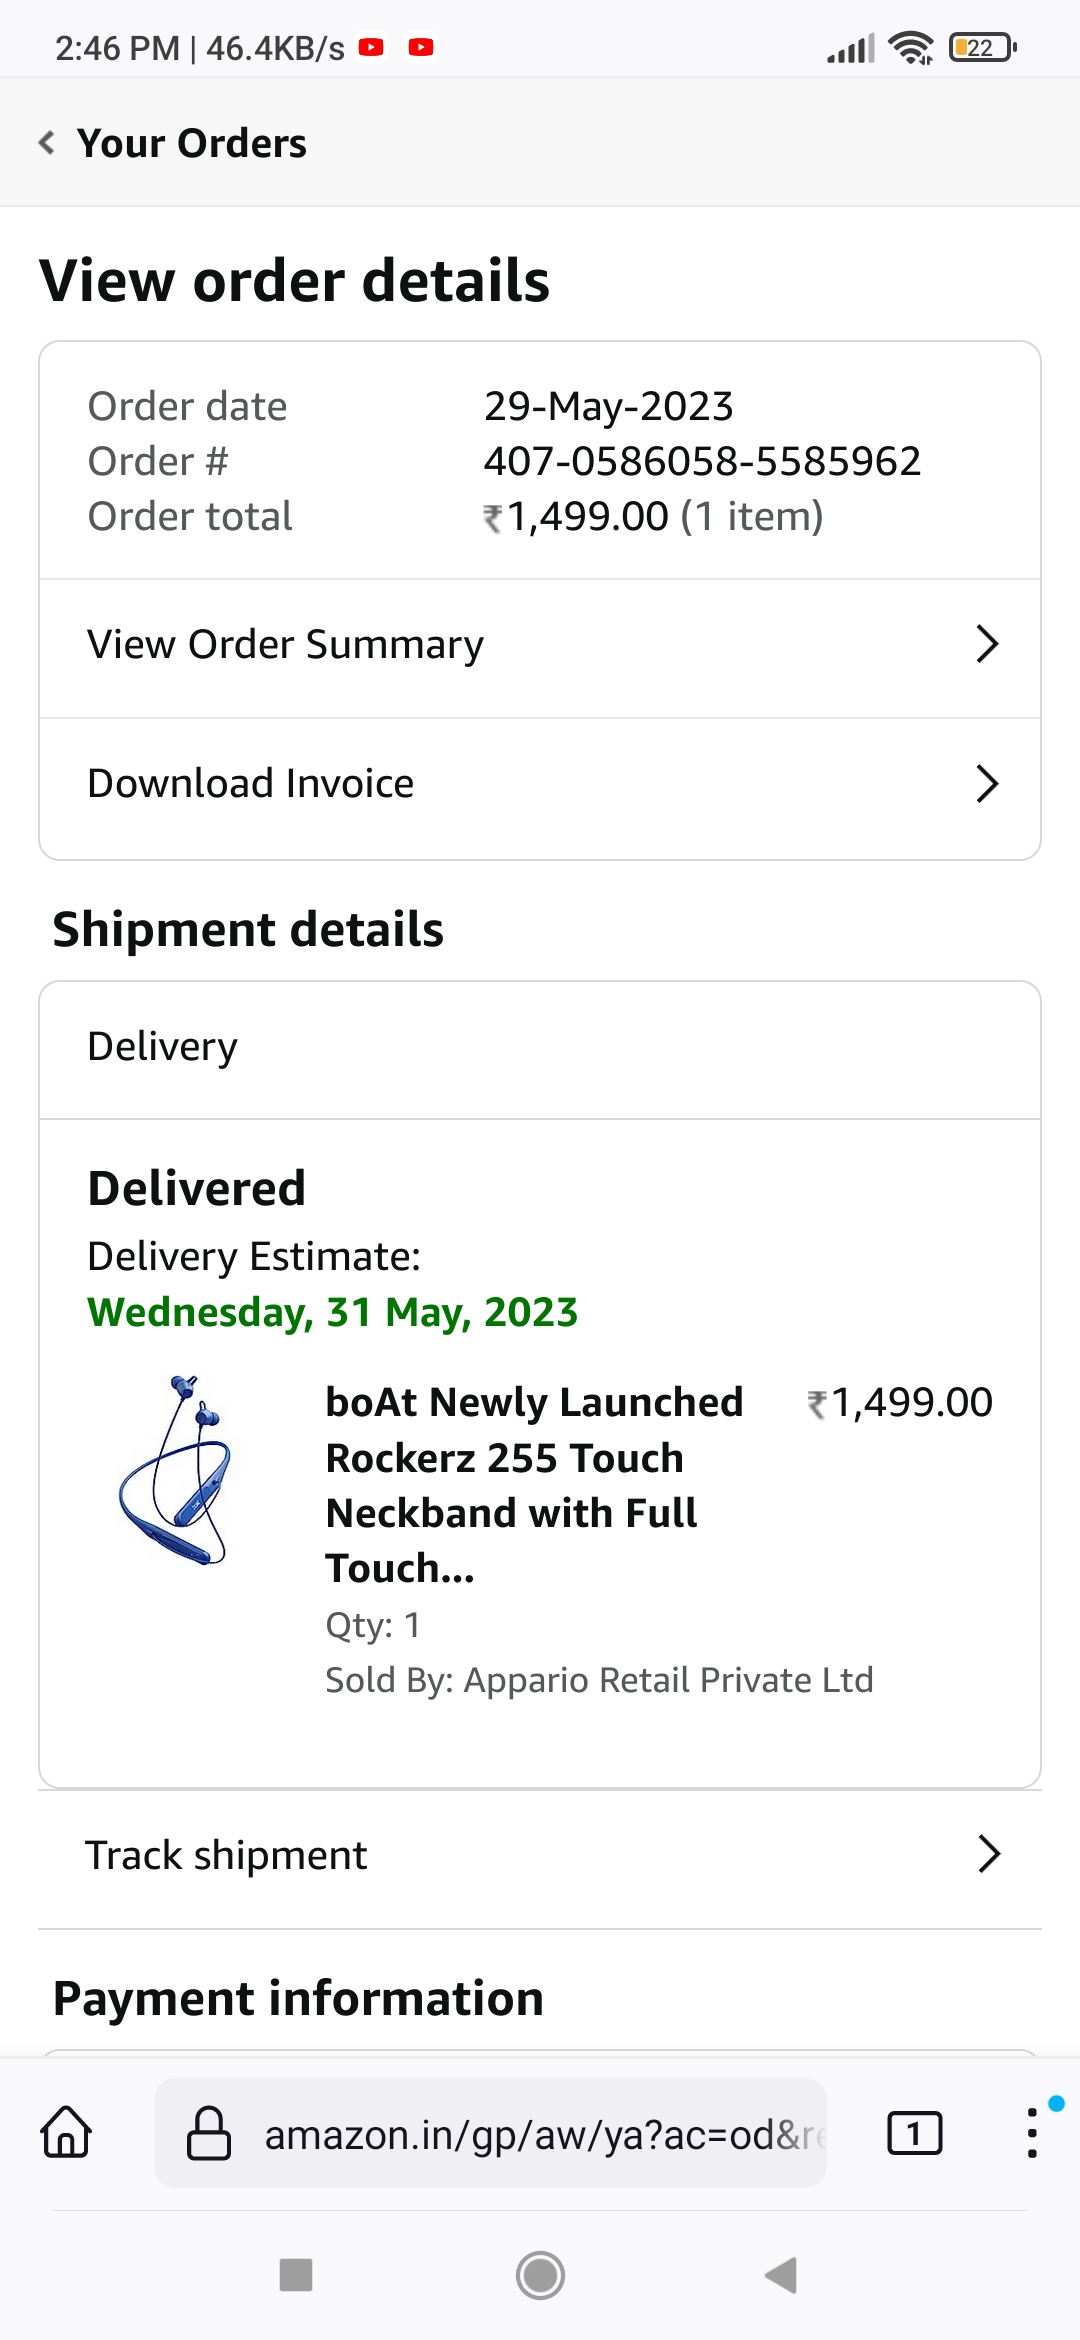 2:46 PM | 46.4KB/s
22
Your Orders
View order details
Order date 29-May-2023
Order # 407-0586058-5585962
Order total ₹1,499.00 (1 item)
View Order Summary
Download Invoice
Shipment details
Delivery
Delivered
Delivery Estimate:
Wednesday, 31 May, 2023
boAt Newly Launched ₹1,499.00
Rockerz 255 Touch
Neckband with Full
Touch...
Qty: 1
Sold By: Appario Retail Private Ltd
Track shipment
Payment information
amazon.in/gp/aw/ya?ac=od&re
1